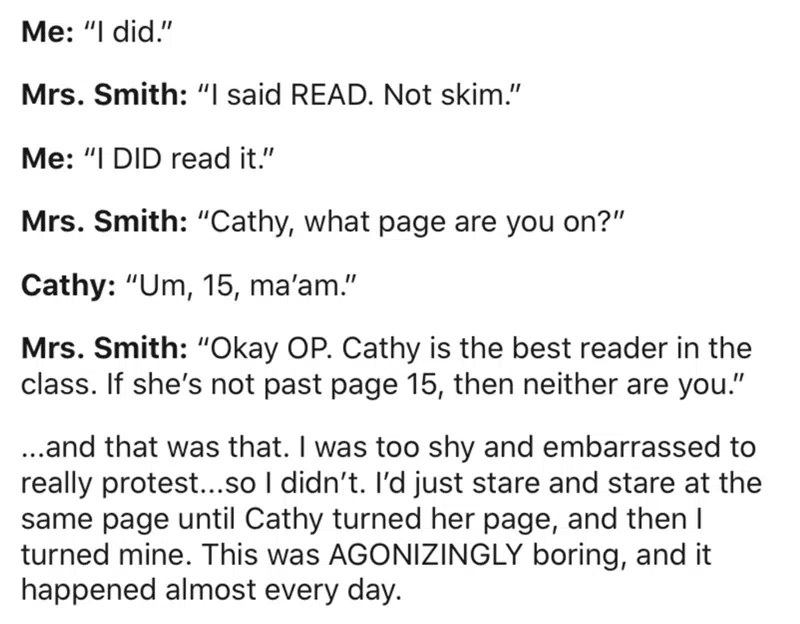 Me: “I did.”
Mrs. Smith: “I said READ. Not skim.”
Me: “I DID read it.”
Mrs. Smith: “Cathy, what page are you on?”
Cathy: “Um, 15, ma’am.”
Mrs. Smith: “Okay OP. Cathy is the best reader in the
class. If she’s not past page 15, then neither are you.”
...and that was that. I was too shy and embarrassed to
really protest...so I didn’t. I’d just stare and stare at the
same page until Cathy turned her page, and then I
turned mine. This was AGONIZINGLY boring, and it
happened almost every day.